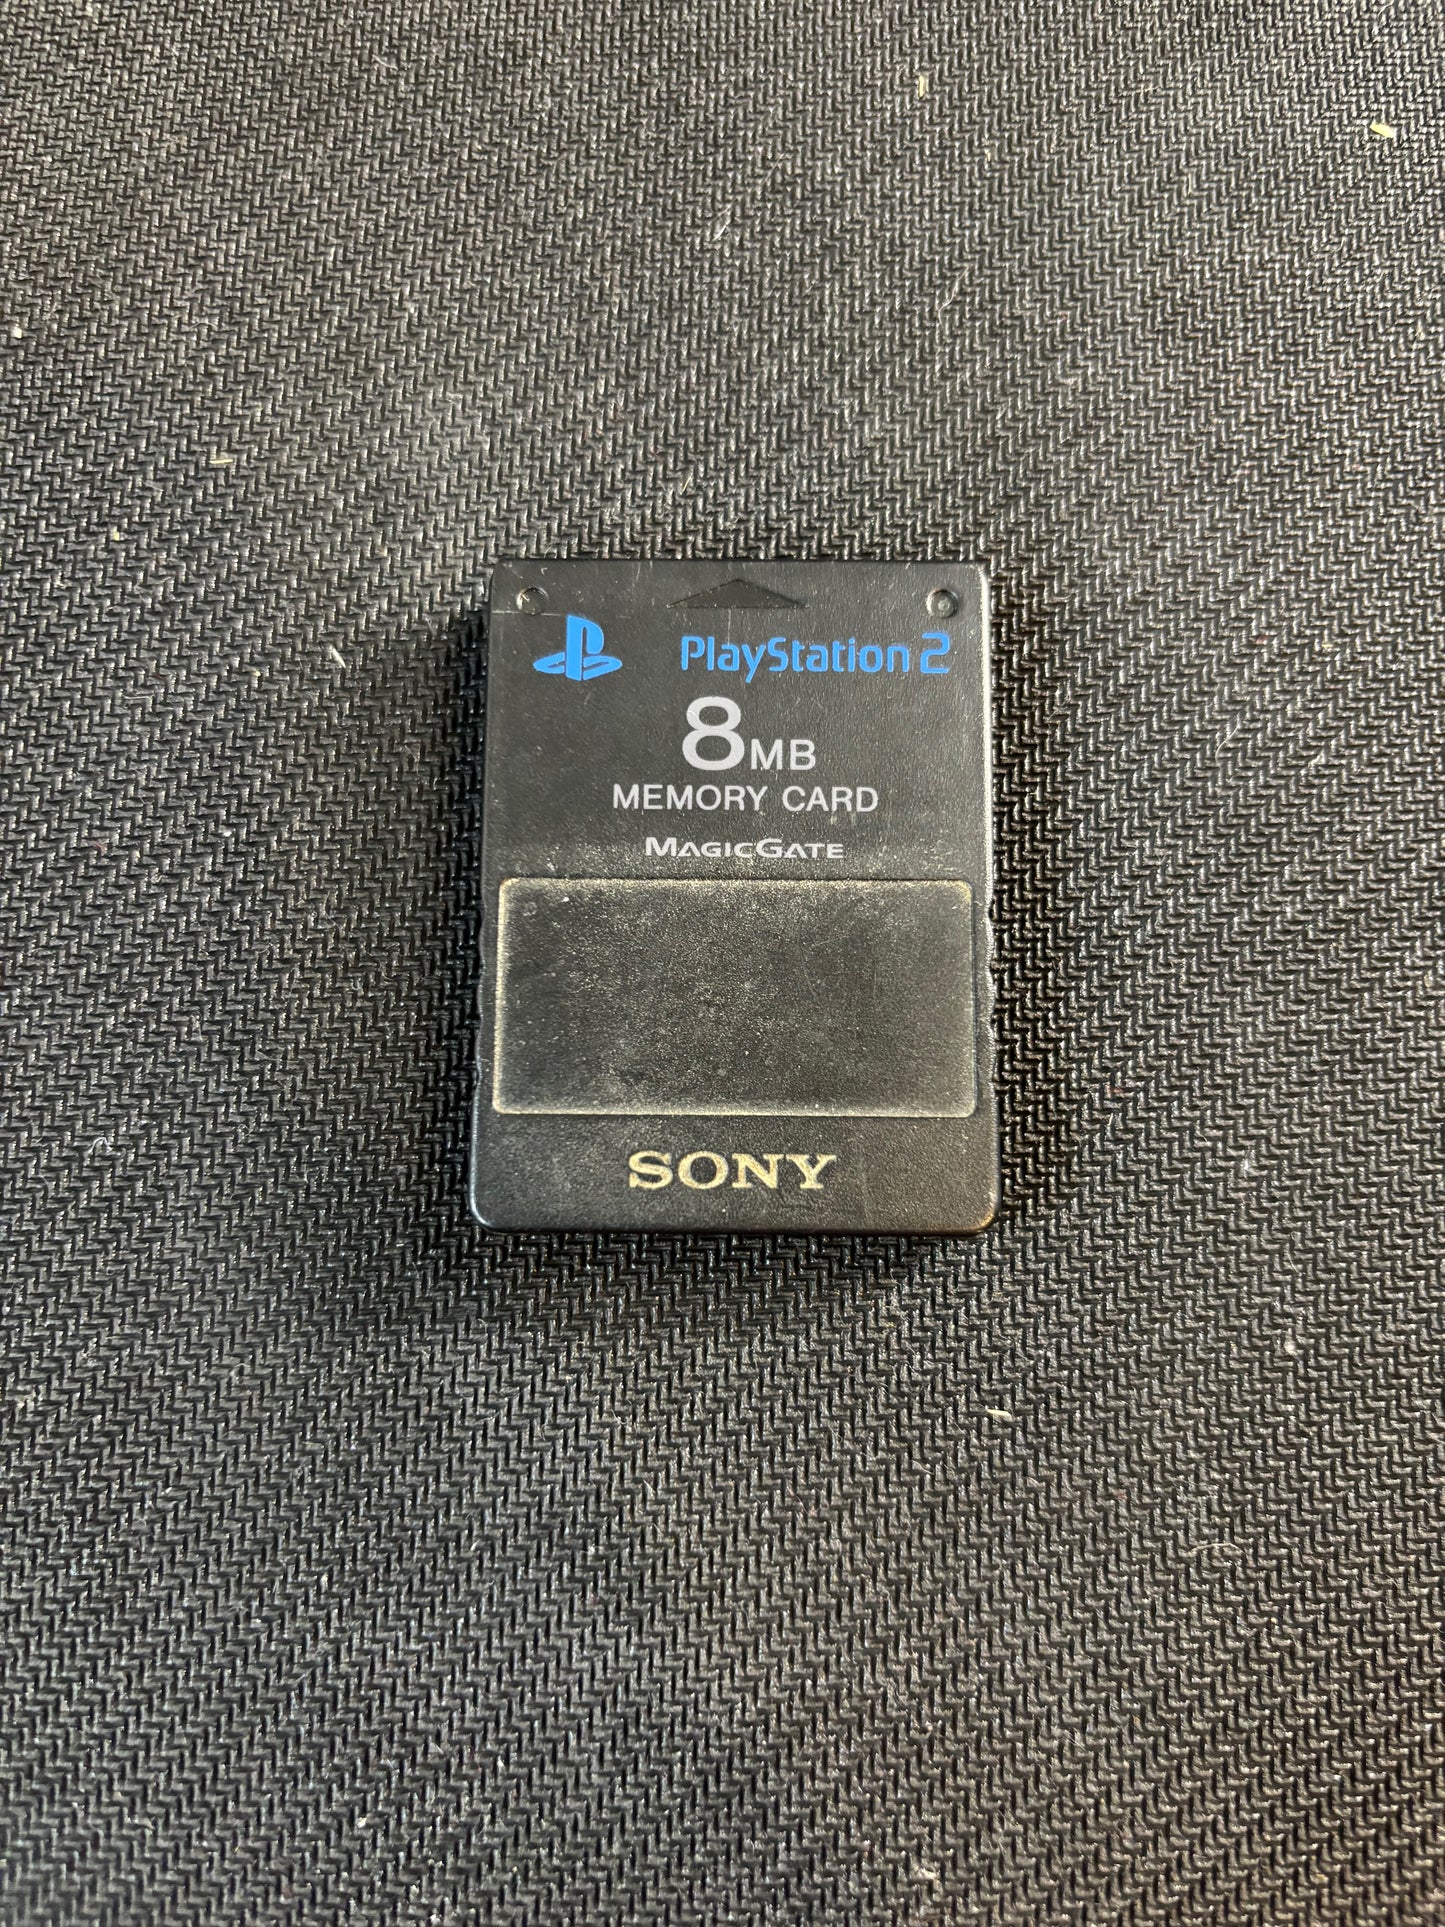 PlayStation 2
8MB
MEMORY CARD
MAGICGATE
SONY